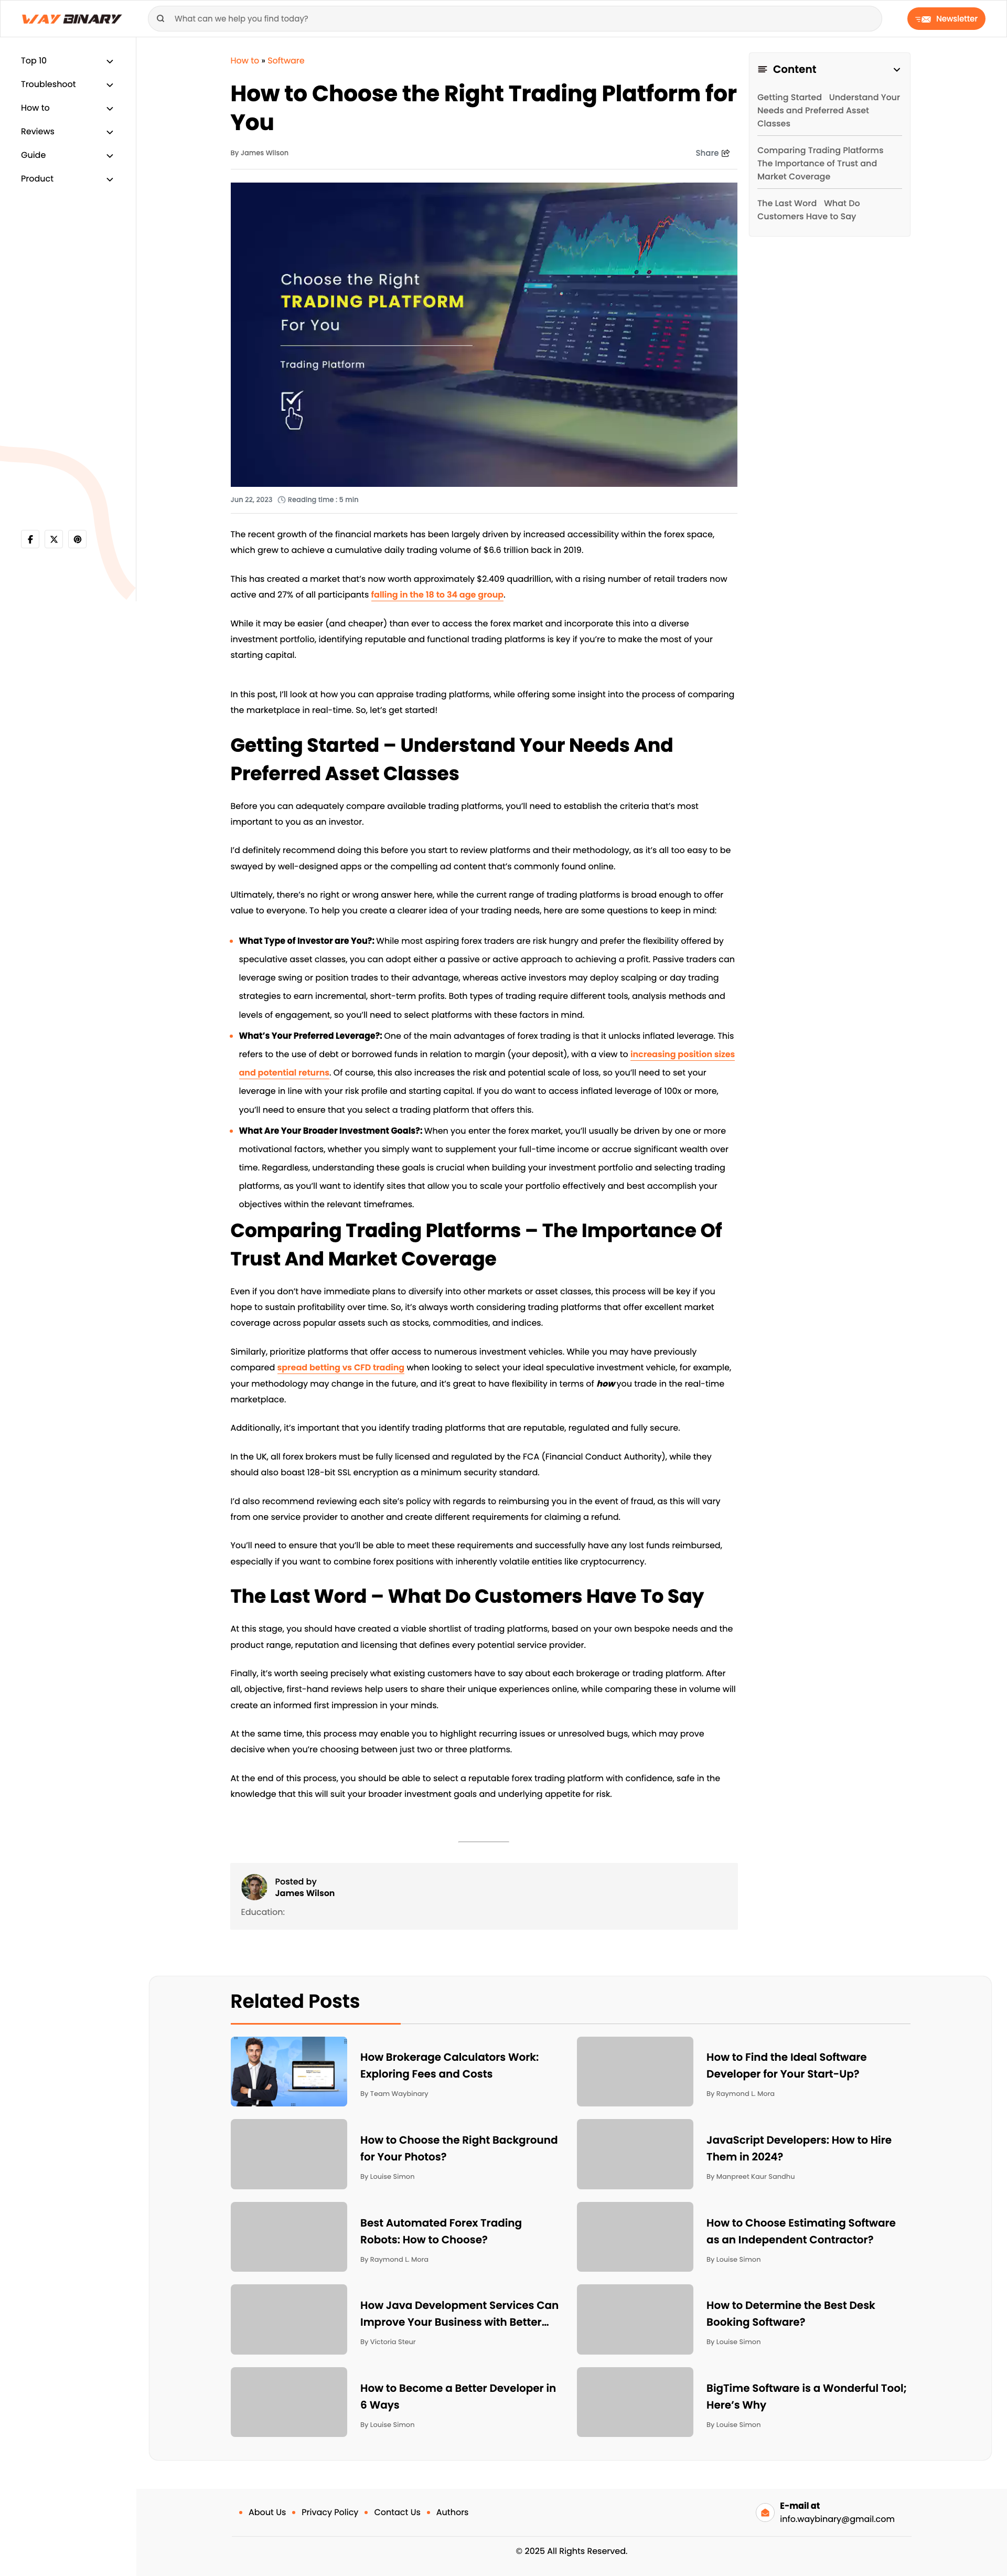 WAY BINARY
What can we help you find today?
Newsletter
Top 10
Troubleshoot
How to
Reviews
Guide
Product
How to » Software
How to Choose the Right Trading Platform for
You
By James Wilson
Share
Content
Getting Started Understand Your
Needs and Preferred Asset
Classes
Comparing Trading Platforms
The Importance of Trust and
Market Coverage
The Last Word What Do
Customers Have to Say
Choose the Right
TRADING PLATFORM
For You
Trading Platform
Jun 22, 2023 Reading time : 5 min
The recent growth of the financial markets has been largely driven by increased accessibility within the forex space,
which grew to achieve a cumulative daily trading volume of $6.6 trillion back in 2019.
This has created a market that's now worth approximately $2.409 quadrillion, with a rising number of retail traders now
active and 27% of all participants falling in the 18 to 34 age group.
While it may be easier (and cheaper) than ever to access the forex market and incorporate this into a diverse
investment portfolio, identifying reputable and functional trading platforms is key if you're to make the most of your
starting capital.
In this post, I'll look at how you can appraise trading platforms, while offering some insight into the process of comparing
the marketplace in real-time. So, let's get started!
Getting Started – Understand Your Needs And
Preferred Asset Classes
Before you can adequately compare available trading platforms, you'll need to establish the criteria that's most
important to you as an investor.
I'd definitely recommend doing this before you start to review platforms and their methodology, as it's all too easy to be
swayed by well-designed apps or the compelling ad content that's commonly found online.
Ultimately, there's no right or wrong answer here, while the current range of trading platforms is broad enough to offer
value to everyone. To help you create a clearer idea of your trading needs, here are some questions to keep in mind:
What Type of Investor are You?: While most aspiring forex traders are risk hungry and prefer the flexibility offered by
speculative asset classes, you can adopt either a passive or active approach to achieving a profit. Passive traders can
leverage swing or position trades to their advantage, whereas active investors may deploy scalping or day trading
strategies to earn incremental, short-term profits. Both types of trading require different tools, analysis methods and
levels of engagement, so you'll need to select platforms with these factors in mind.
What's Your Preferred Leverage?: One of the main advantages of forex trading is that it unlocks inflated leverage. This
refers to the use of debt or borrowed funds in relation to margin (your deposit), with a view to increasing position sizes
and potential returns. Of course, this also increases the risk and potential scale of loss, so you'll need to set your
leverage in line with your risk profile and starting capital. If you do want to access inflated leverage of 100x or more,
you'll need to ensure that you select a trading platform that offers this.
What Are Your Broader Investment Goals?: When you enter the forex market, you'll usually be driven by one or more
motivational factors, whether you simply want to supplement your full-time income or accrue significant wealth over
time. Regardless, understanding these goals is crucial when building your investment portfolio and selecting trading
platforms, as you'll want to identify sites that allow you to scale your portfolio effectively and best accomplish your
objectives within the relevant timeframes.
Comparing Trading Platforms – The Importance Of
Trust And Market Coverage
Even if you don't have immediate plans to diversify into other markets or asset classes, this process will be key if you
hope to sustain profitability over time. So, it's always worth considering trading platforms that offer excellent market
coverage across popular assets such as stocks, commodities, and indices.
Similarly, prioritize platforms that offer access to numerous investment vehicles. While you may have previously
compared spread betting vs CFD trading when looking to select your ideal speculative investment vehicle, for example,
your methodology may change in the future, and it's great to have flexibility in terms of how you trade in the real-time
marketplace.
Additionally, it's important that you identify trading platforms that are reputable, regulated and fully secure.
In the UK, all forex brokers must be fully licensed and regulated by the FCA (Financial Conduct Authority), while they
should also boast 128-bit SSL encryption as a minimum security standard.
I'd also recommend reviewing each site's policy with regards to reimbursing you in the event of fraud, as this will vary
from one service provider to another and create different requirements for claiming a refund.
You'll need to ensure that you'll be able to meet these requirements and successfully have any lost funds reimbursed,
especially if you want to combine forex positions with inherently volatile entities like cryptocurrency.
The Last Word – What Do Customers Have To Say
At this stage, you should have created a viable shortlist of trading platforms, based on your own bespoke needs and the
product range, reputation and licensing that defines every potential service provider.
Finally, it's worth seeing precisely what existing customers have to say about each brokerage or trading platform. After
all, objective, first-hand reviews help users to share their unique experiences online, while comparing these in volume will
create an informed first impression in your minds.
At the same time, this process may enable you to highlight recurring issues or unresolved bugs, which may prove
decisive when you're choosing between just two or three platforms.
At the end of this process, you should be able to select a reputable forex trading platform with confidence, safe in the
knowledge that this will suit your broader investment goals and underlying appetite for risk.
Posted by
James Wilson
Education:
Related Posts
How Brokerage Calculators Work:
Exploring Fees and Costs
By Team Waybinary
How to Find the Ideal Software
Developer for Your Start-Up?
By Raymond L. Mora
How to Choose the Right Background
for Your Photos?
By Louise Simon
JavaScript Developers: How to Hire
Them in 2024?
By Manpreet Kaur Sandhu
Best Automated Forex Trading
Robots: How to Choose?
By Raymond L. Mora
How to Choose Estimating Software
as an Independent Contractor?
By Louise Simon
How Java Development Services Can
Improve Your Business with Better...
By Victoria Steur
How to Determine the Best Desk
Booking Software?
By Louise Simon
How to Become a Better Developer in
6 Ways
By Louise Simon
BigTime Software is a Wonderful Tool;
Here's Why
By Louise Simon
About Us
Privacy Policy
Contact Us
Authors
E-mail at
info.waybinary@gmail.com
© 2025 All Rights Reserved.